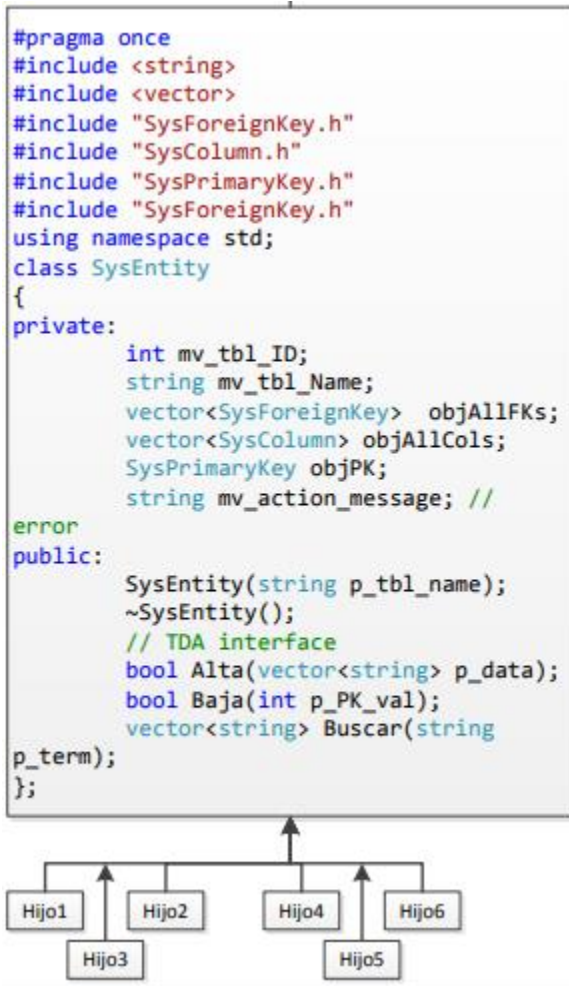 #pragma once
#include <string>
#include <vector>
#include "SysForeignKey.h"
#include "SysColumn.h"
#include "SysPrimaryKey.h"
#include "SysForeignKey.h"
using namespace std;
class SysEntity
{
private:
int mv_tbl_ID;
string mv_tbl_Name;
vector<SysForeignKey> objAllFKs;
vector<SysColumn> objAllCols;
SysPrimaryKey objPK;
string mv_action_message; //
error
public:
SysEntity(string p_tbl_name);
~SysEntity();
// TDA interface
bool Alta(vector<string> p_data);
bool Baja(int p_PK_val);
vector<string> Buscar(string
p_term);
};
Hijo1 Hijo2 Hijo4 Hijo6
Hijo3 Hijo5